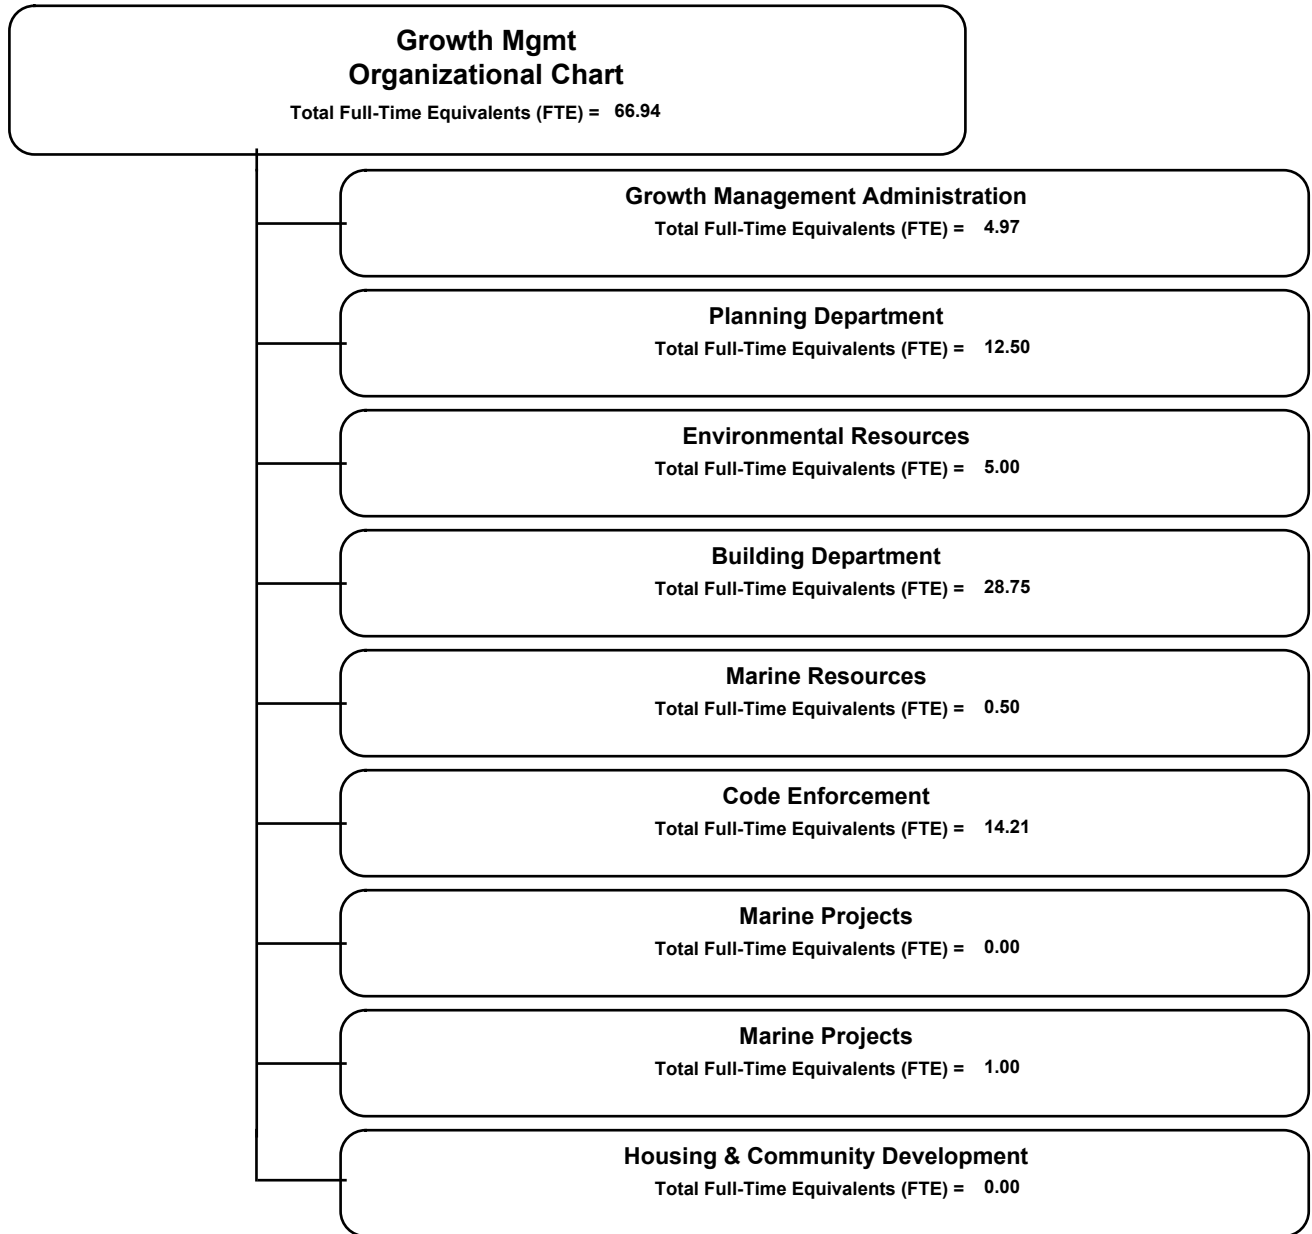 Growth Mgmt
Organizational Chart
Total Full-Time Equivalents (FTE) = 66.94
Growth Management Administration
Total Full-Time Equivalents (FTE) = 4.97
Planning Department
Total Full-Time Equivalents (FTE) = 12.50
Environmental Resources
Total Full-Time Equivalents (FTE) = 5.00
Building Department
Total Full-Time Equivalents (FTE) = 28.75
Marine Resources
Total Full-Time Equivalents (FTE) = 0.50
Code Enforcement
Total Full-Time Equivalents (FTE) = 14.21
Marine Projects
Total Full-Time Equivalents (FTE) = 0.00
Marine Projects
Total Full-Time Equivalents (FTE) = 1.00
Housing & Community Development
Total Full-Time Equivalents (FTE) = 0.00